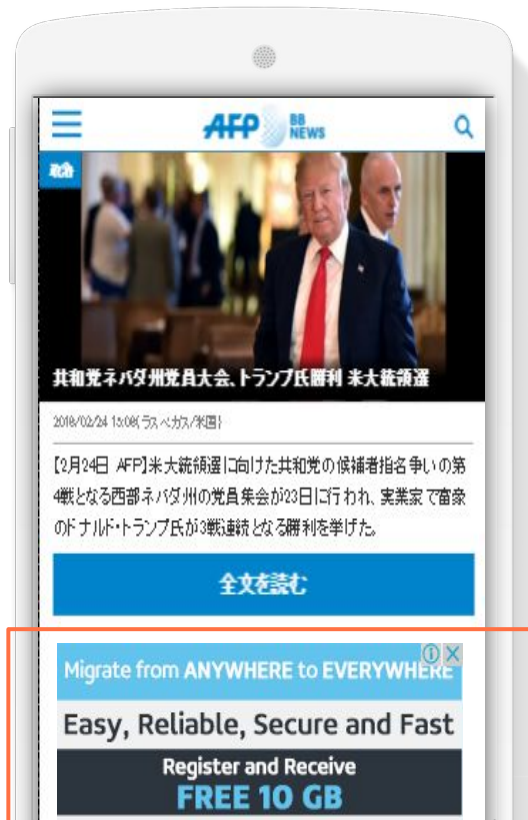 AFP BB NEWS
政治
共和党ネバダ州党員大会、トランプ氏勝利 米大統領選
2016/02/24 15:08(ラスベガス/米国)
【2月24日 AFP】米大統領選に向けた共和党の候補者指名争いの第
4戦となる西部ネバダ州の党員集会が23日に行われ、実業家で富豪
のドナルド・トランプ氏が3戦連続となる勝利を挙げた。
全文を読む
Migrate from ANYWHERE to EVERYWHERE
Easy, Reliable, Secure and Fast
Register and Receive
FREE 10 GB